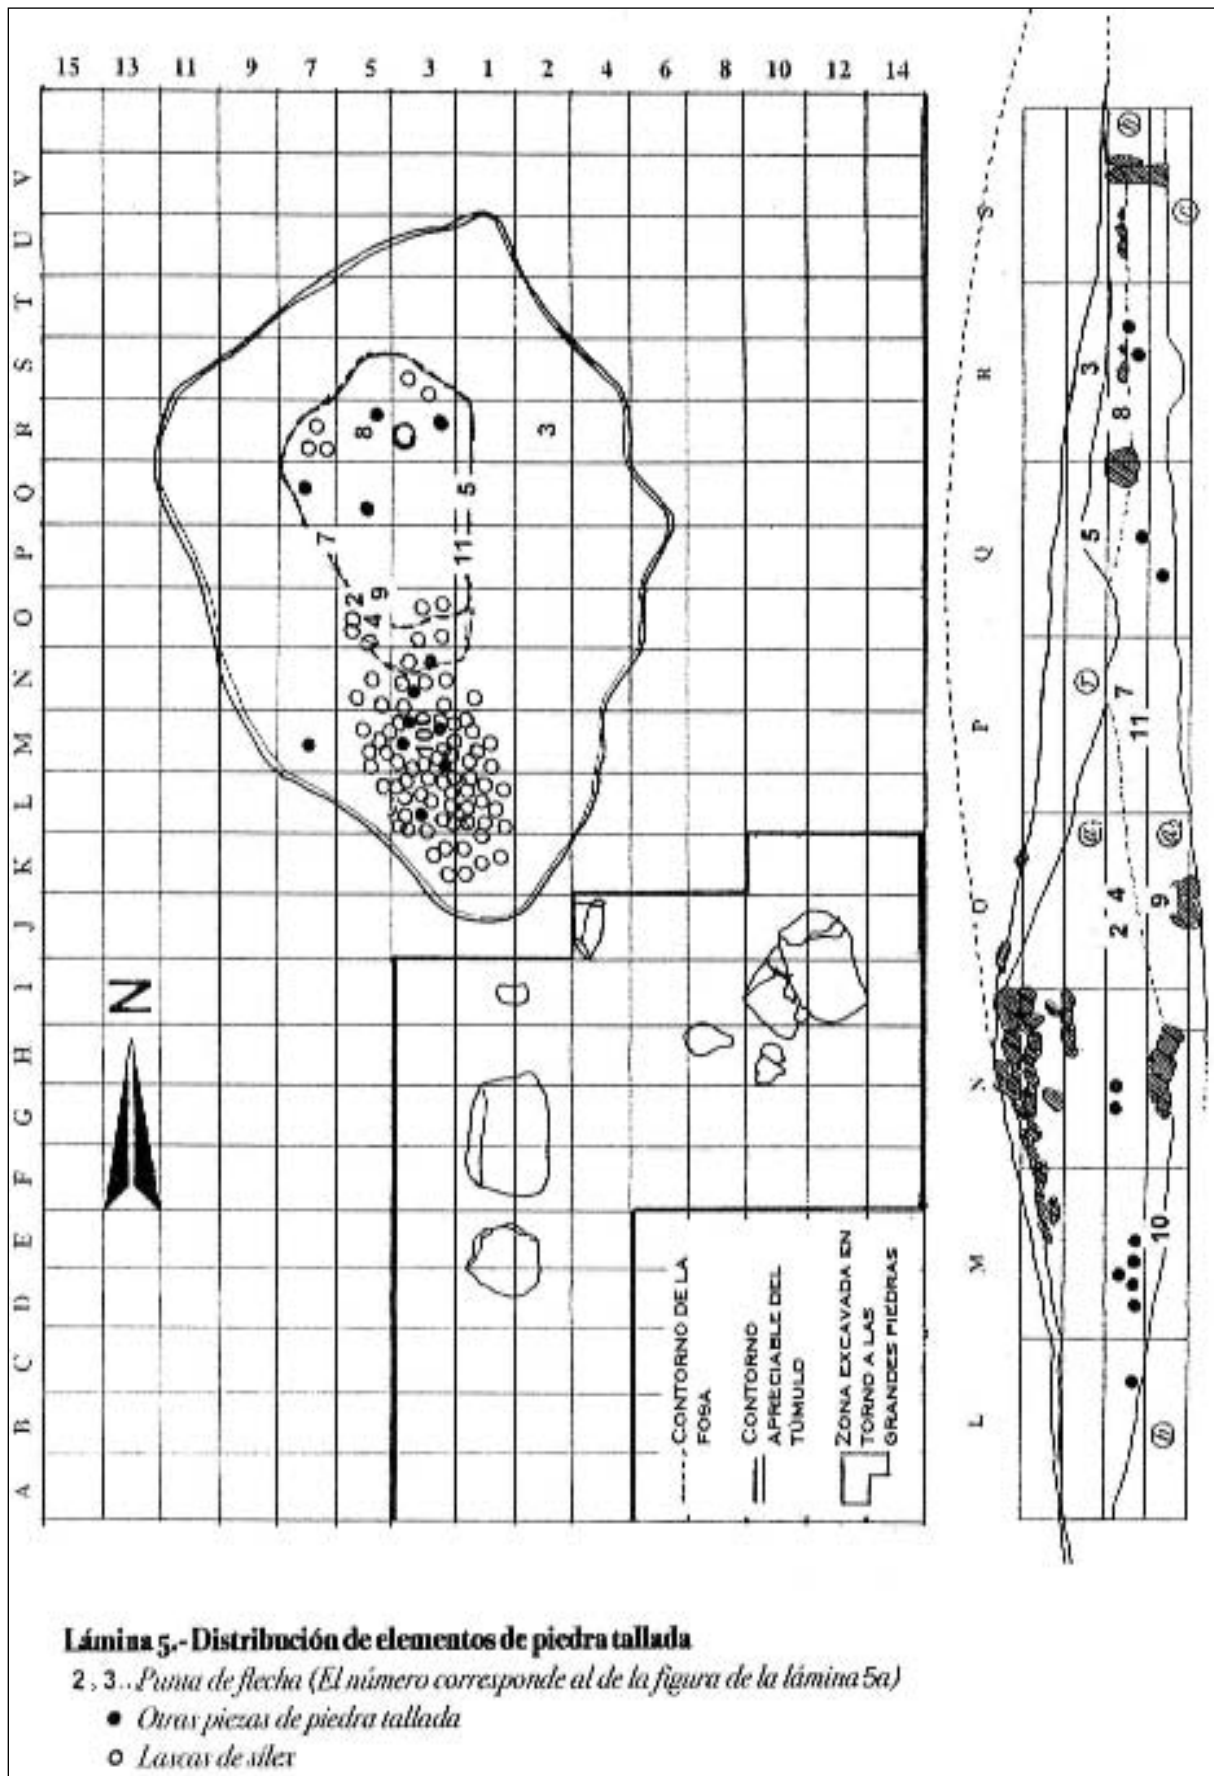 15 13 11 9 7 5 3 1 2 4 6 8 10 12 14
V
U
T
S
R
Q
P
O
N
M
L
K
J
I
H
G
F
E
D
C
B
A
8
3
5
11
7
2
9
4
10
N
CONTORNO DE LA
FOSA
CONTORNO
APRECIABLE DEL
TÚMULO
ZONA EXCAVADA EN
TORNO A LAS
GRANDES PIEDRAS
S
R
Q
P
O
N
M
L
3
8
5
7
11
4
2
9
10
Lámina 5.- Distribución de elementos de piedra tallada
2, 3... Punta de flecha (El número corresponde al de la figura de la lámina 5a)
Otras piezas de piedra tallada
Lascas de sílex